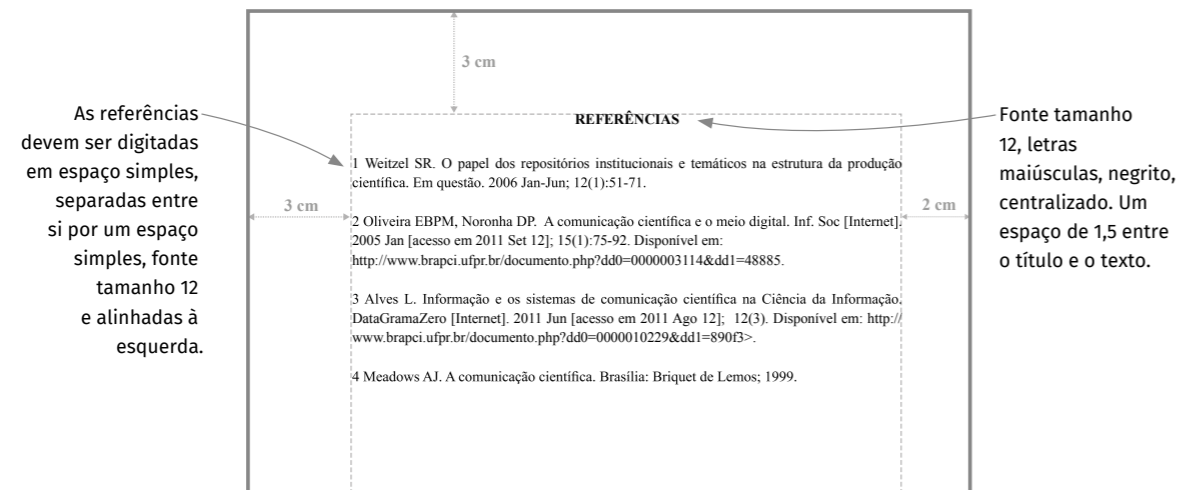 3 cm
As referências
devem ser digitadas
em espaço simples,
separadas entre
si por um espaço
simples, fonte
tamanho 12
e alinhadas à
esquerda.
REFERÊNCIAS
Fonte tamanho
12, letras
maiúsculas, negrito,
centralizado. Um
espaço de 1,5 entre
o título e o texto.
1 Weitzel SR. O papel dos repositórios institucionais e temáticos na estrutura da produção
científica. Em questão. 2006 Jan-Jun; 12(1):51-71.
3 cm
2 cm
2 Oliveira EBPM, Noronha DP. A comunicação científica e o meio digital. Inf. Soc [Internet].
2005 Jan [acesso em 2011 Set 12]; 15(1):75-92. Disponível em:
http://www.brapci.ufpr.br/documento.php?dd0=0000003114&dd1=48885.
3 Alves L. Informação e os sistemas de comunicação científica na Ciência da Informação.
DataGramaZero [Internet]. 2011 Jun [acesso em 2011 Ago 12]; 12(3). Disponível em: http://
www.brapci.ufpr.br/documento.php?dd0=0000010229&dd1=890f3>.
4 Meadows AJ. A comunicação científica. Brasília: Briquet de Lemos; 1999.